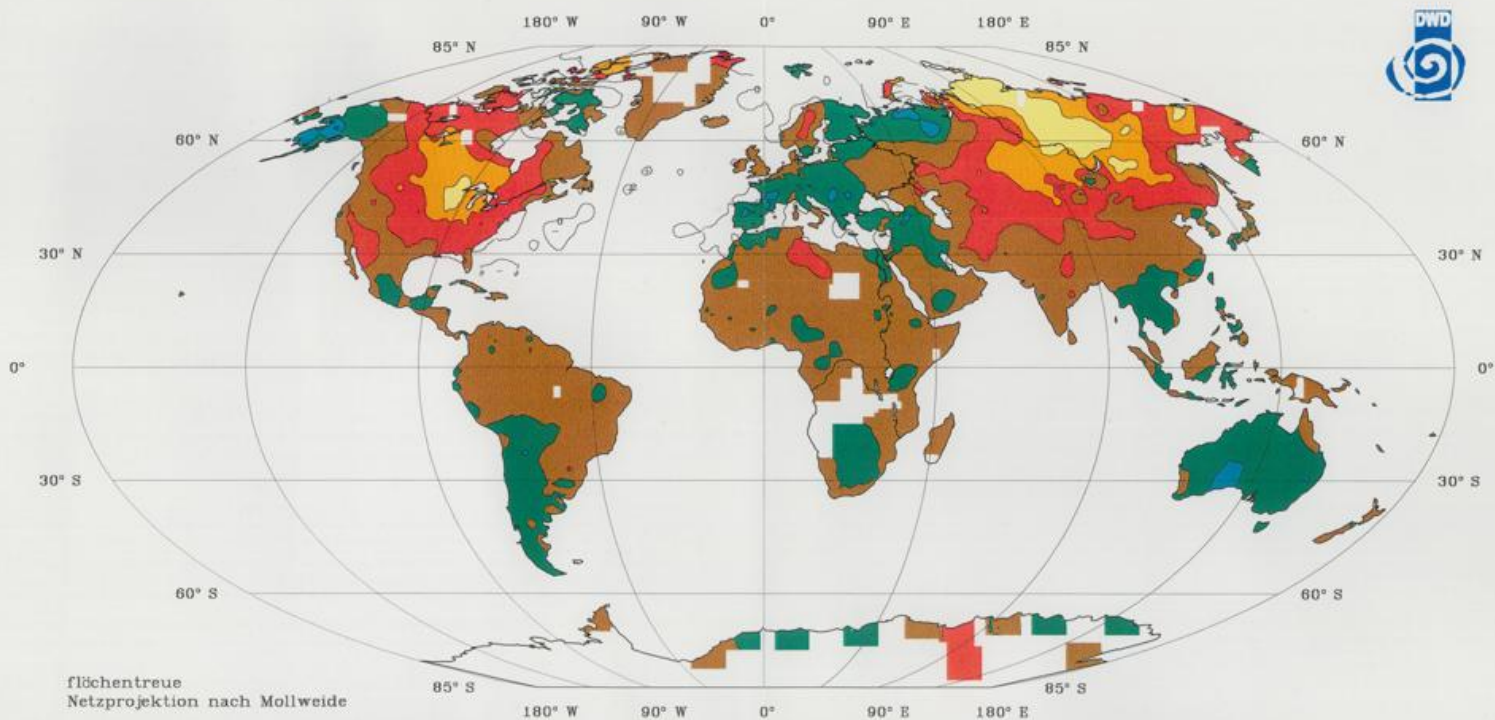 180° W 90° W 0° 90° E 180° E
DWD
85° N 85° N
60° N 60° N
30° N 30° N
0° 0°
30° S 30° S
60° S 60° S
85° S 85° S
flächentreue
Netzprojektion nach Mollweide
180° W 90° W 0° 90° E 180° E